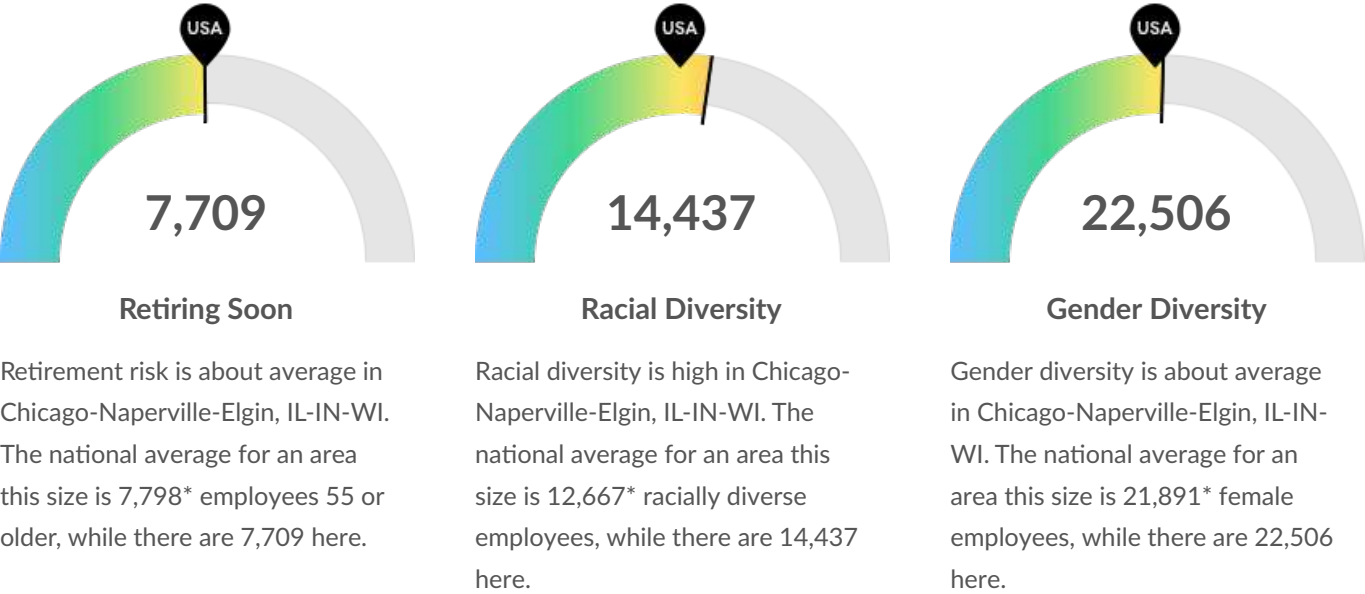 USA
7,709
Retiring Soon
Retirement risk is about average in
Chicago-Naperville-Elgin, IL-IN-WI.
The national average for an area
this size is 7,798* employees 55 or
older, while there are 7,709 here.
USA
14,437
Racial Diversity
Racial diversity is high in Chicago-
Naperville-Elgin, IL-IN-WI. The
national average for an area this
size is 12,667* racially diverse
employees, while there are 14,437
here.
USA
22,506
Gender Diversity
Gender diversity is about average
in Chicago-Naperville-Elgin, IL-IN-
WI. The national average for an
area this size is 21,891* female
employees, while there are 22,506
here.